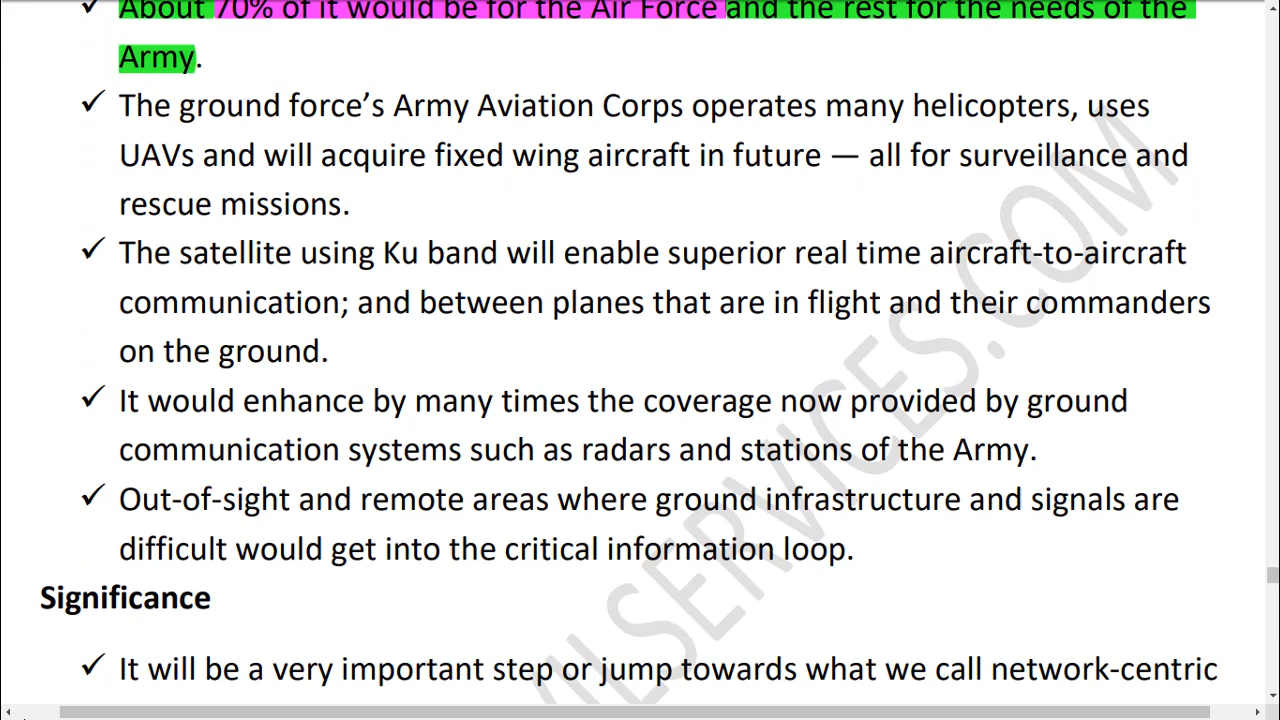 ✓ About 70% of it would be for the Air Force and the rest for the needs of the
Army.
✓ The ground force’s Army Aviation Corps operates many helicopters, uses
UAVs and will acquire fixed wing aircraft in future — all for surveillance and
rescue missions.
✓ The satellite using Ku band will enable superior real time aircraft-to-aircraft
communication; and between planes that are in flight and their commanders
on the ground.
✓ It would enhance by many times the coverage now provided by ground
communication systems such as radars and stations of the Army.
✓ Out-of-sight and remote areas where ground infrastructure and signals are
difficult would get into the critical information loop.
Significance
✓ It will be a very important step or jump towards what we call network-centric
ILSERVICES.COM